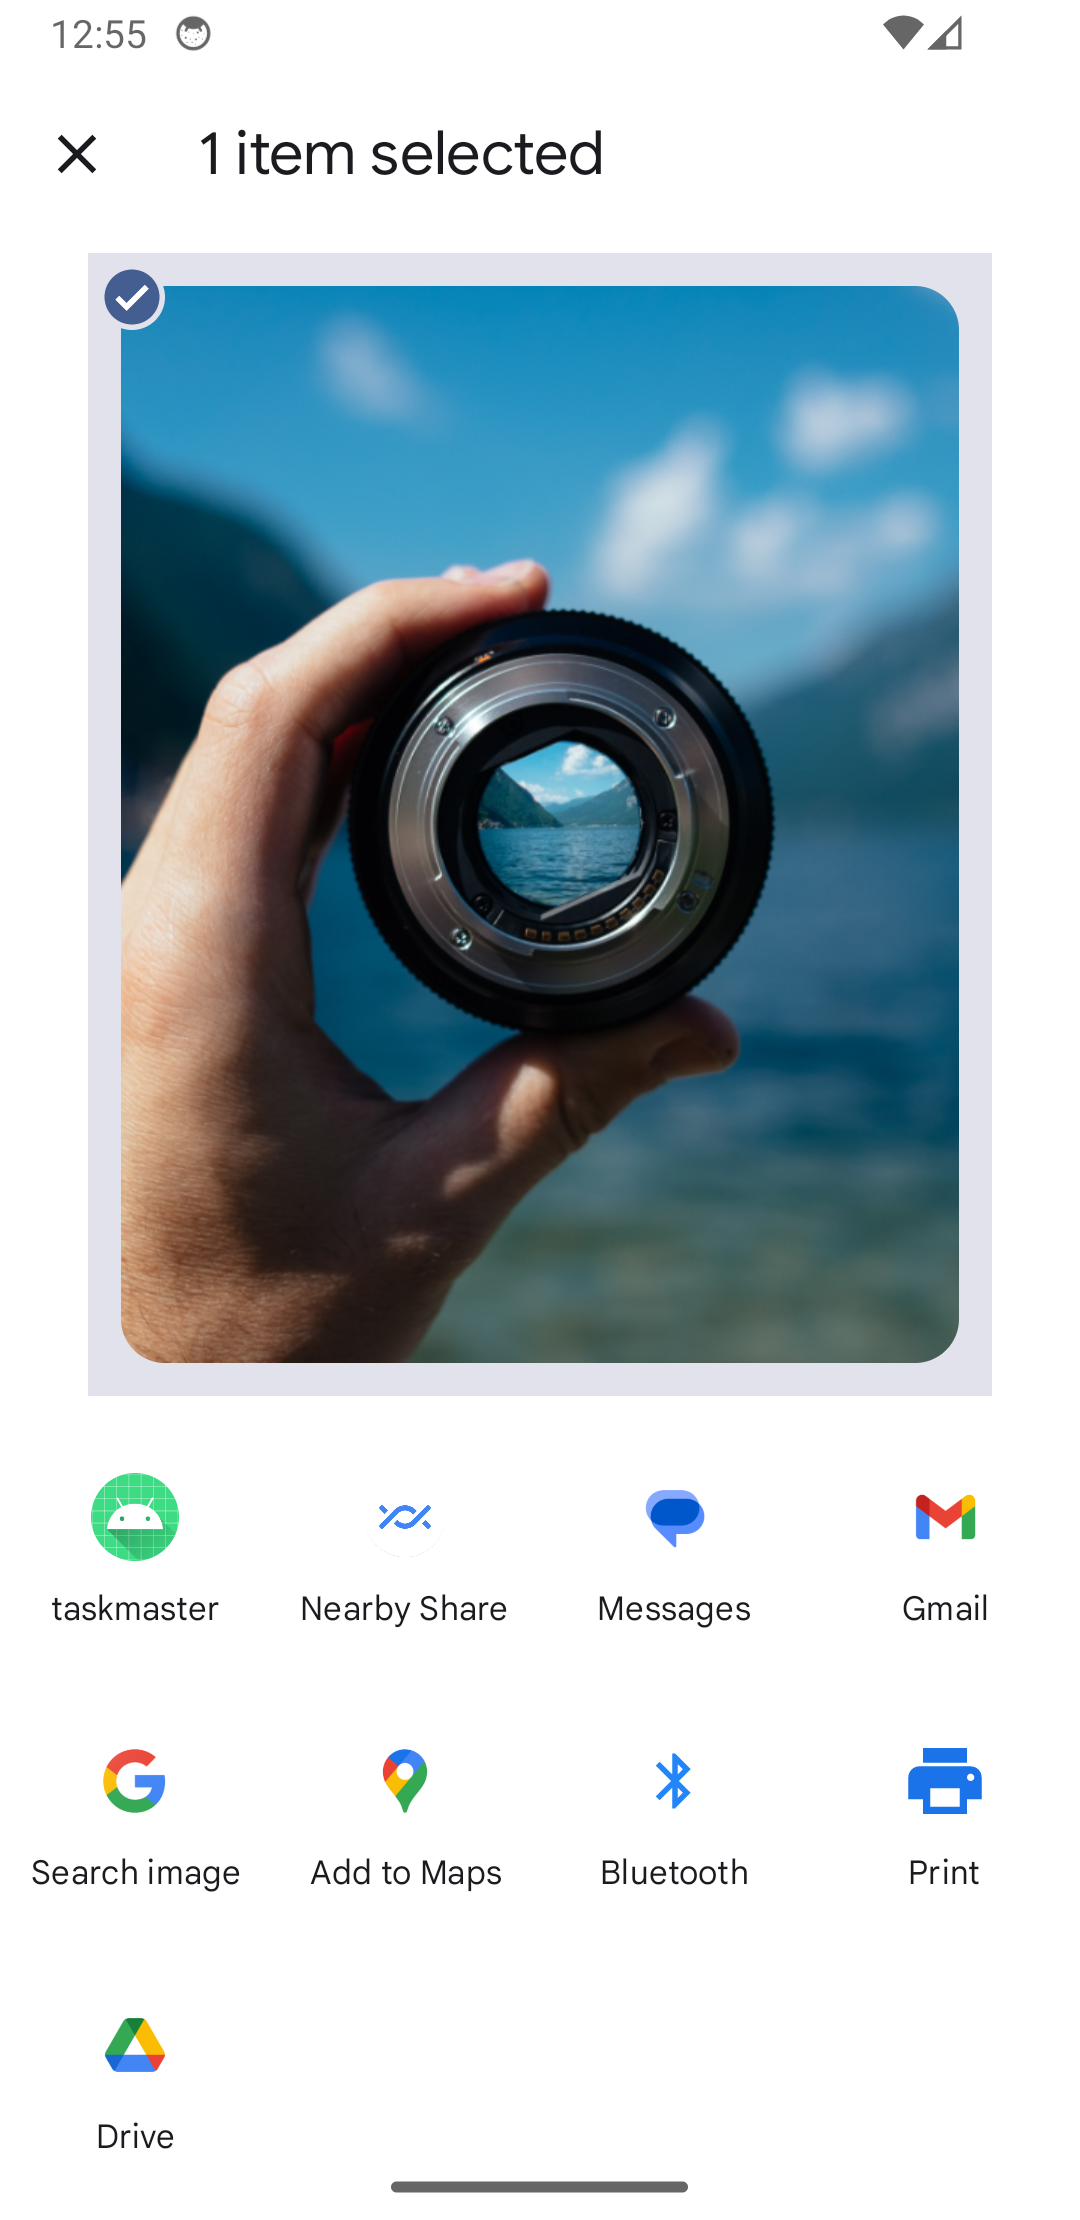 12:55
1 item selected
taskmaster
Nearby Share
Messages
Gmail
Search image
Add to Maps
Bluetooth
Print
Drive